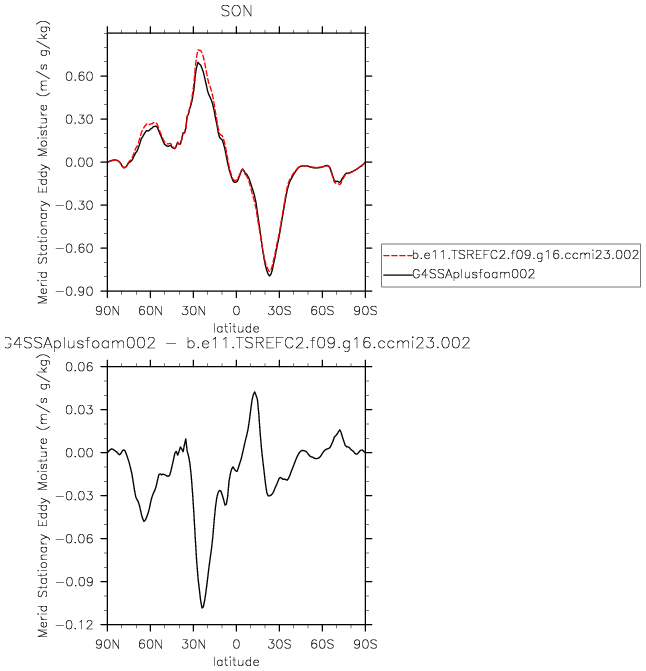 SON
Merid Stationary Eddy Moisture (m/s g/kg)
0.60
0.30
0.00
-0.30
-0.60
-0.90
90N 60N 30N 0 30S 60S 90S
latitude
b.e11.TSREFC2.f09.g16.ccmi23.002
G4SSAplusfoam002
G4SSAplusfoam002 - b.e11.TSREFC2.f09.g16.ccmi23.002
Merid Stationary Eddy Moisture (m/s g/kg)
0.06
0.03
0.00
-0.03
-0.06
-0.09
-0.12
90N 60N 30N 0 30S 60S 90S
latitude